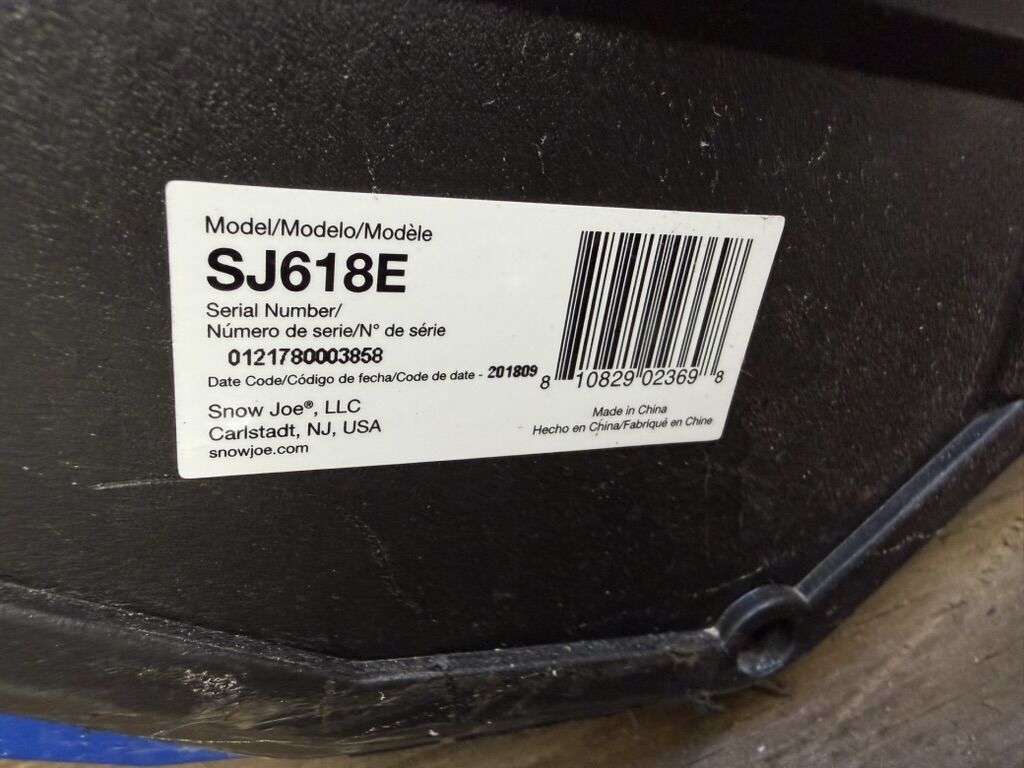 Model/Modelo/Modèle
SJ618E
Serial Number/
Número de serie/N° de série
0121780003858
Date Code/Código de fecha/Code de date - 201809
Snow Joe®, LLC
Carlstadt, NJ, USA
snowjoe.com
8 10829 02369 8
Made in China
Hecho en China/Fabriqué en Chine